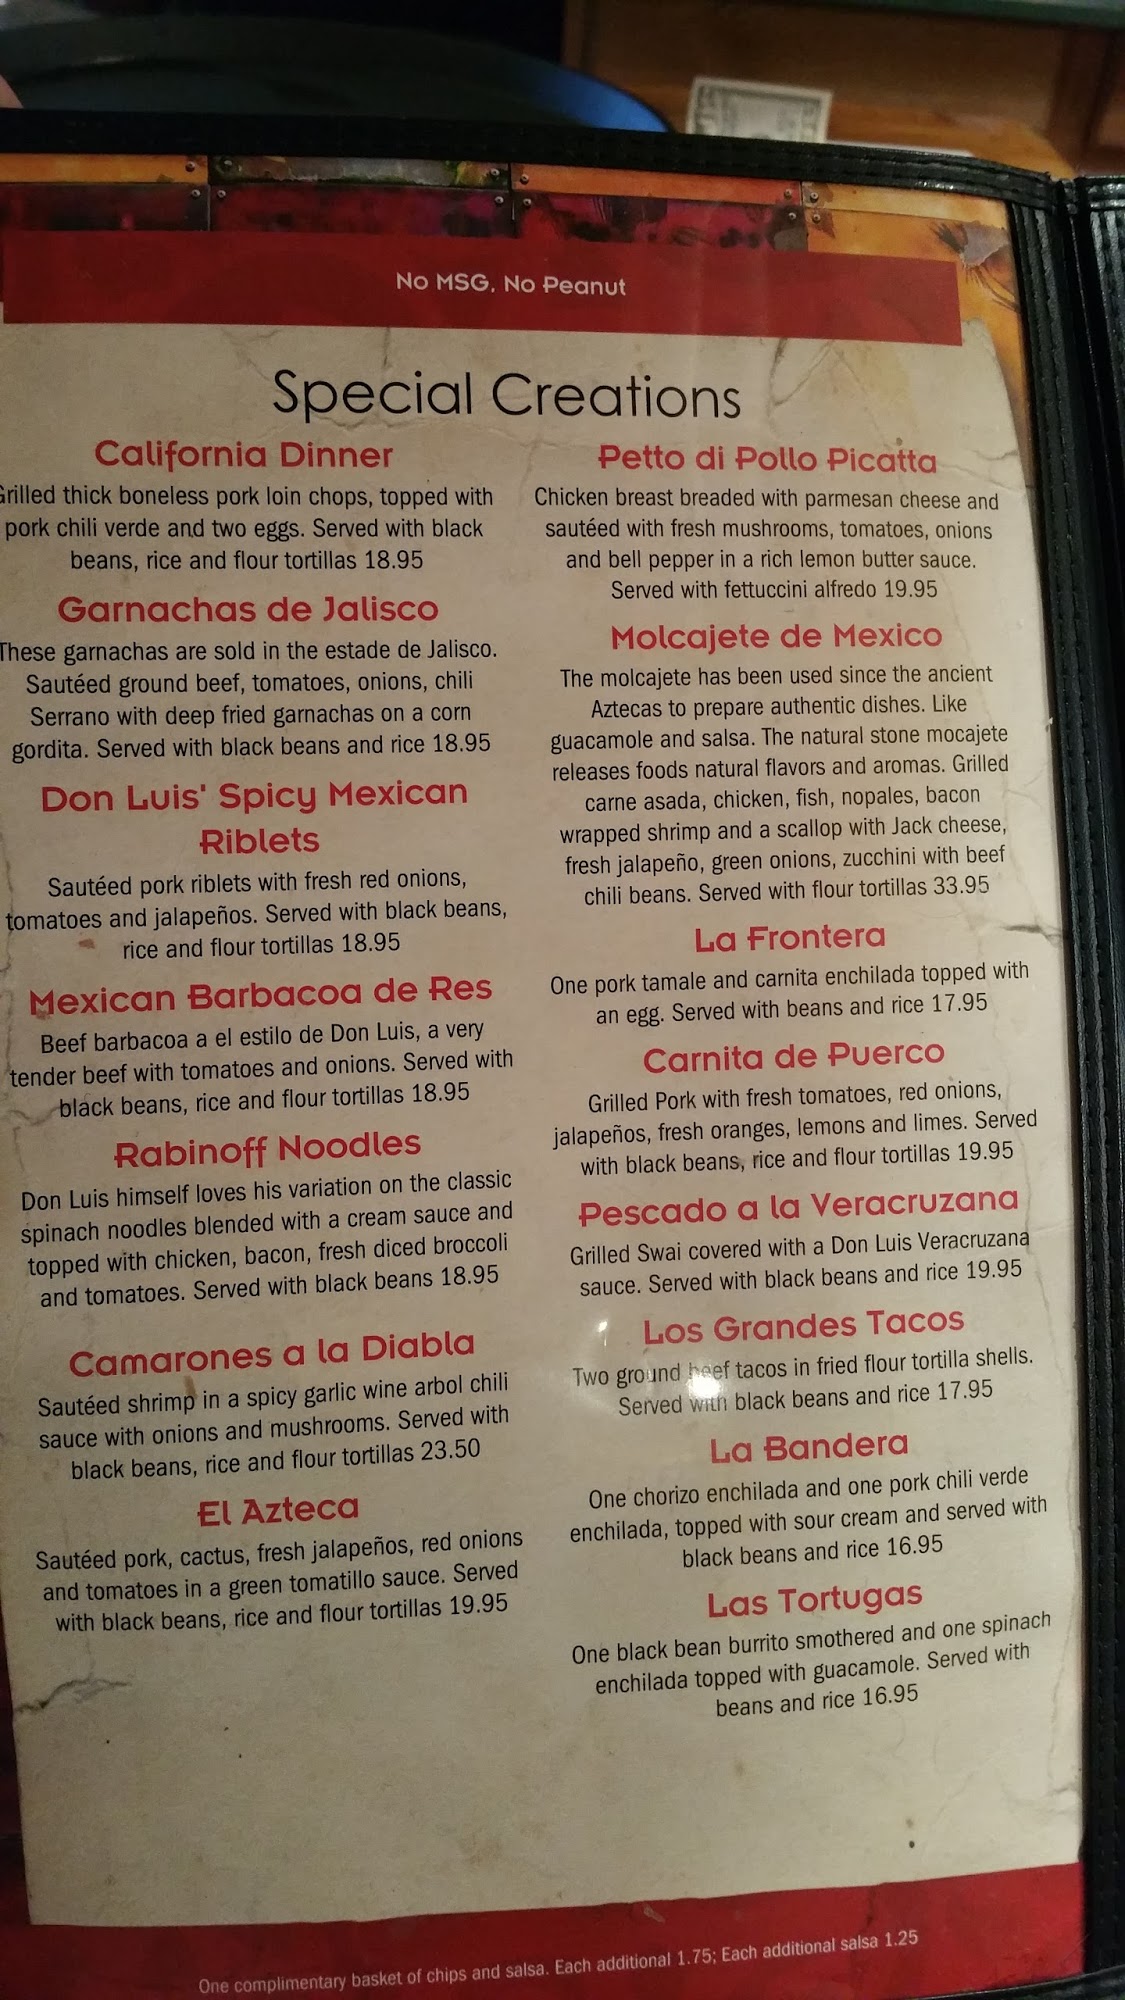 No MSG, No Peanut
Special Creations
California Dinner
Grilled thick boneless pork loin chops, topped with
pork chili verde and two eggs. Served with black
beans, rice and flour tortillas 18.95
Garnachas de Jalisco
These garnachas are sold in the estade de Jalisco.
Sautéed ground beef, tomatoes, onions, chili
Serrano with deep fried garnachas on a corn
gordita. Served with black beans and rice 18.95
Don Luis' Spicy Mexican
Riblets
Sautéed pork riblets with fresh red onions,
tomatoes and jalapeños. Served with black beans,
rice and flour tortillas 18.95
Mexican Barbacoa de Res
Beef barbacoa a el estilo de Don Luis, a very
tender beef with tomatoes and onions. Served with
black beans, rice and flour tortillas 18.95
Rabinoff Noodles
Don Luis himself loves his variation on the classic
spinach noodles blended with a cream sauce and
topped with chicken, bacon, fresh diced broccoli
and tomatoes. Served with black beans 18.95
Camarones a la Diabla
Sautéed shrimp in a spicy garlic wine arbol chili
sauce with onions and mushrooms. Served with
black beans, rice and flour tortillas 23.50
El Azteca
Sautéed pork, cactus, fresh jalapeños, red onions
and tomatoes in a green tomatillo sauce. Served
with black beans, rice and flour tortillas 19.95
Petto di Pollo Picatta
Chicken breast breaded with parmesan cheese and
sautéed with fresh mushrooms, tomatoes, onions
and bell pepper in a rich lemon butter sauce.
Served with fettuccini alfredo 19.95
Molcajete de Mexico
The molcajete has been used since the ancient
Aztecas to prepare authentic dishes. Like
guacamole and salsa. The natural stone mocajete
releases foods natural flavors and aromas. Grilled
carne asada, chicken, fish, nopales, bacon
wrapped shrimp and a scallop with Jack cheese,
fresh jalapeño, green onions, zucchini with beef
chili beans. Served with flour tortillas 33.95
La Frontera
One pork tamale and carnita enchilada topped with
an egg. Served with beans and rice 17.95
Carnita de Puerco
Grilled Pork with fresh tomatoes, red onions,
jalapeños, fresh oranges, lemons and limes. Served
with black beans, rice and flour tortillas 19.95
Pescado a la Veracruzana
Grilled Swai covered with a Don Luis Veracruzana
sauce. Served with black beans and rice 19.95
Los Grandes Tacos
Two ground beef tacos in fried flour tortilla shells.
Served with black beans and rice 17.95
La Bandera
One chorizo enchilada and one pork chili verde
enchilada, topped with sour cream and served with
black beans and rice 16.95
Las Tortugas
One black bean burrito smothered and one spinach
enchilada topped with guacamole. Served with
beans and rice 16.95
One complimentary basket of chips and salsa. Each additional 1.75; Each additional salsa 1.25